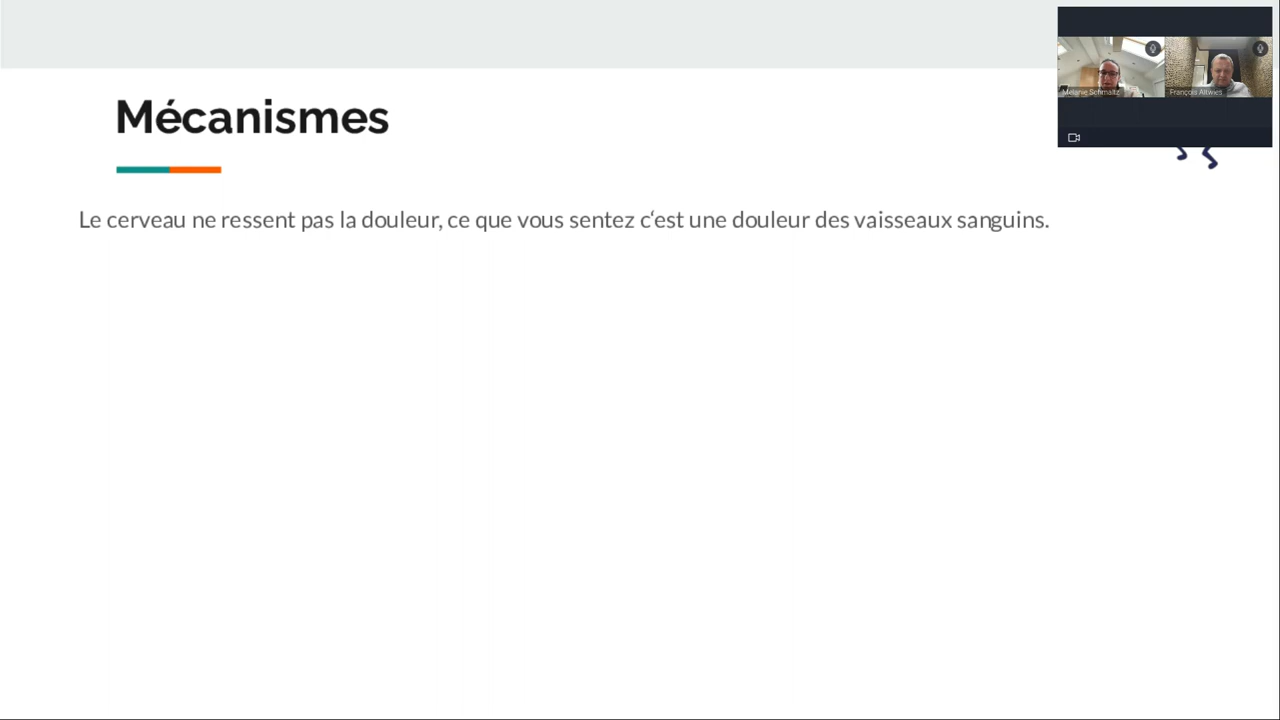 Mécanismes
Mélanie Schmaltz
François Altwies
Le cerveau ne ressent pas la douleur, ce que vous sentez c‘est une douleur des vaisseaux sanguins.